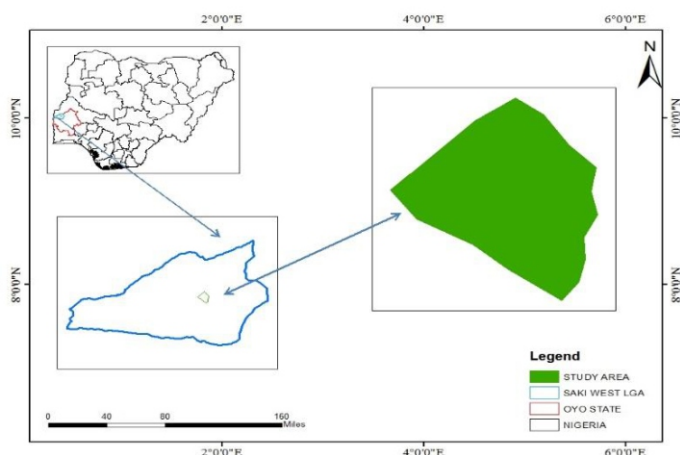 2°0'0"E 4°0'0"E 6°0'0"E
N
10°0'0"N 10°0'0"N
8°0'0"N 8°0'0"N
Legend
STUDY AREA
SAKI WEST LGA
OYO STATE
NIGERIA
0 40 80 160
Miles
2°0'0"E 4°0'0"E 6°0'0"E